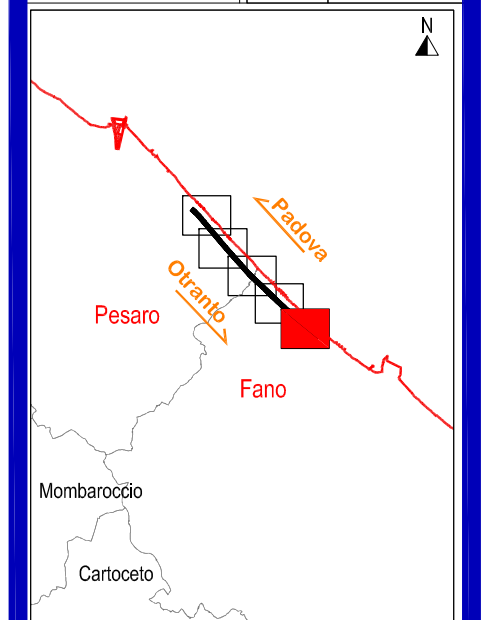 N
Padova
Otranto
Pesaro
Fano
Mombaroccio
Cartoceto